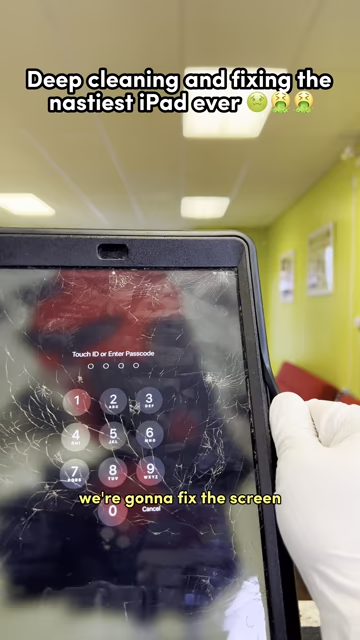 Deep cleaning and fixing the
nastiest iPad ever 🤢🤮🤮
Touch ID or Enter Passcode
1 2 ABC 3 DEF
4 GHI 5 JKL 6 MNO
7 PQRS 8 TUV 9 WXYZ
we're gonna fix the screen
0 Cancel